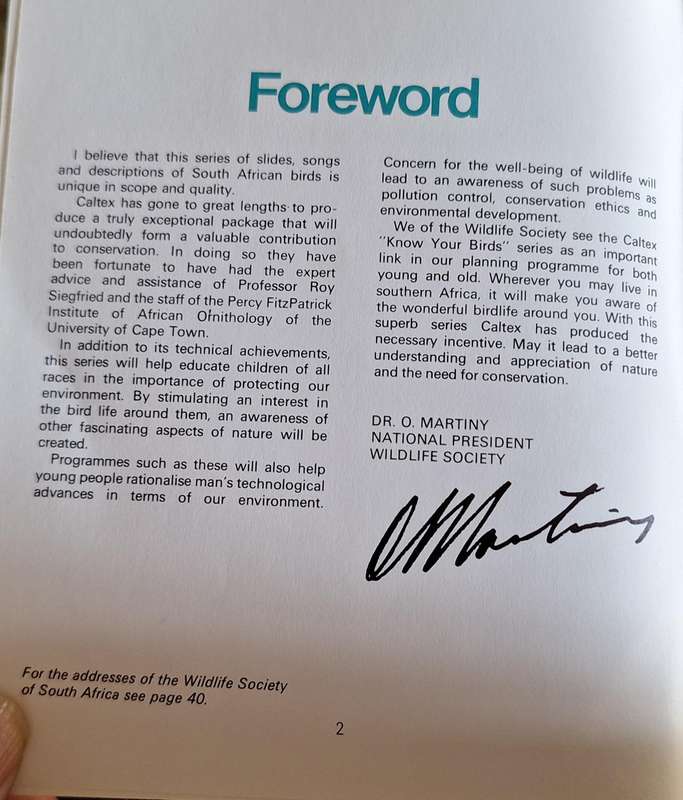 Foreword
I believe that this series of slides, songs
and descriptions of South African birds is
unique in scope and quality.
Caltex has gone to great lengths to pro-
duce a truly exceptional package that will
undoubtedly form a valuable contribution
to conservation. In doing so they have
been fortunate to have had the expert
advice and assistance of Professor Roy
Siegfried and the staff of the Percy FitzPatrick
Institute of African Ofnithology of the
University of Cape Town.
In addition to its technical achievements,
this series will help educate children of all
races in the importance of protecting our
environment. By stimulating an interest in
the bird life around them, an awareness of
other fascinating aspects of nature will be
created.
Programmes such as these will also help
young people rationalise man's technological
advances in terms of our environment.
Concern for the well-being of wildlife will
lead to an awareness of such problems as
pollution control, conservation ethics and
environmental development.
We of the Wildlife Society see the Caltex
"Know Your Birds" series as an important
link in our planning programme for both
young and old. Wherever you may live in
southern Africa, it will make you aware of
the wonderful birdlife around you. With this
superb series Caltex has produced the
necessary incentive. May it lead to a better
understanding and appreciation of nature
and the need for conservation.
DR. O. MARTINY
NATIONAL PRESIDENT
WILDLIFE SOCIETY
O Martiny
For the addresses of the Wildlife Society
of South Africa see page 40.
2